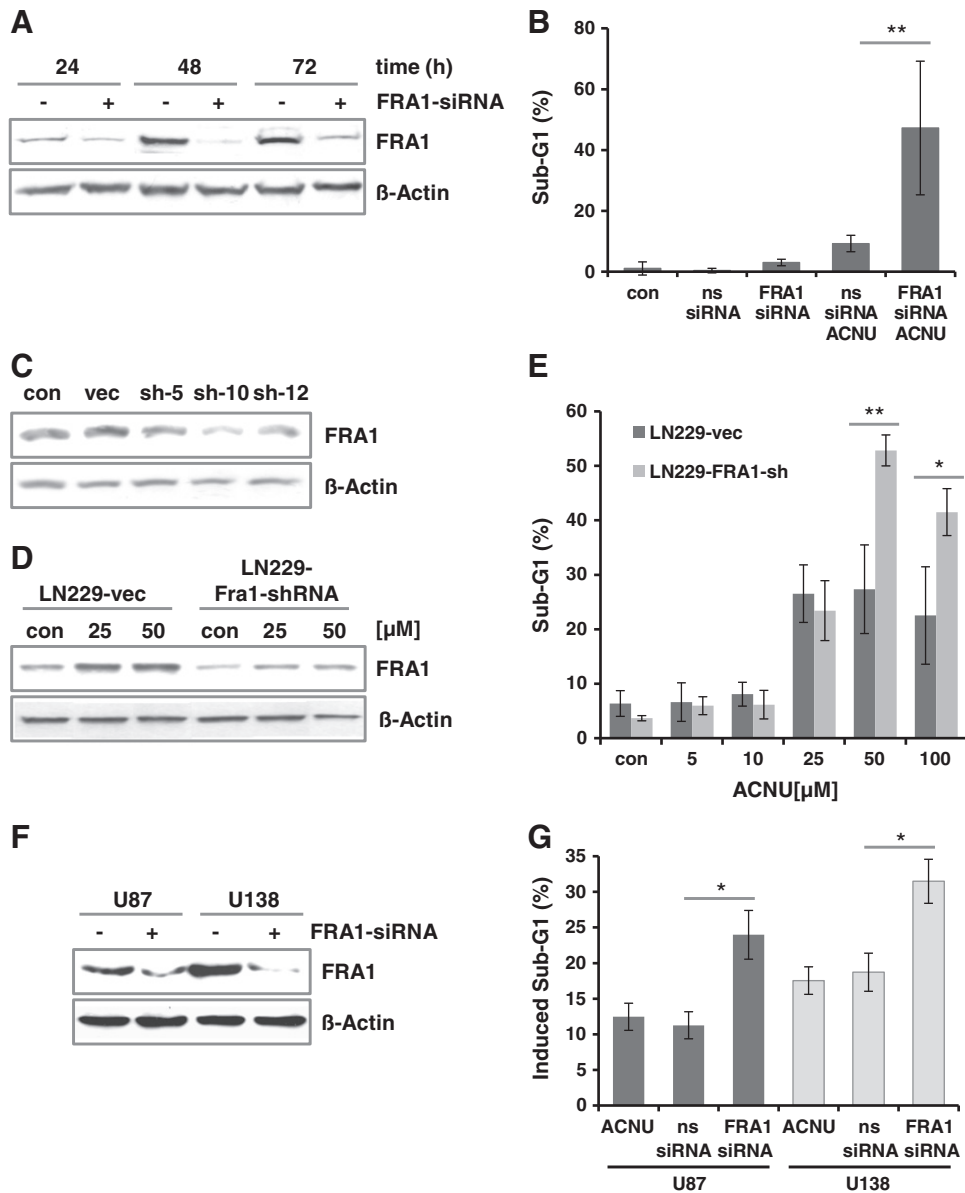 A
24 48 72 time (h)
- + - + - + FRA1-siRNA
FRA1
ß-Actin
B
80
60
40
20
0
Sub-G1 (%)
**
con ns FRA1 ns FRA1
siRNA siRNA siRNA siRNA
ACNU ACNU
C
con vec sh-5 sh-10 sh-12
FRA1
ß-Actin
D
LN229-
LN229-vec Fra1-shRNA
con 25 50 con 25 50 [µM]
FRA1
ß-Actin
E
60
50
40
30
20
10
0
Sub-G1 (%)
LN229-vec
LN229-FRA1-sh
**
*
con 5 10 25 50 100
ACNU[µM]
F
U87 U138
- + - + FRA1-siRNA
FRA1
ß-Actin
G
35
30
25
20
15
10
5
0
Induced Sub-G1 (%)
*
*
ACNU ns FRA1 ACNU ns FRA1
siRNA siRNA siRNA siRNA
U87 U138